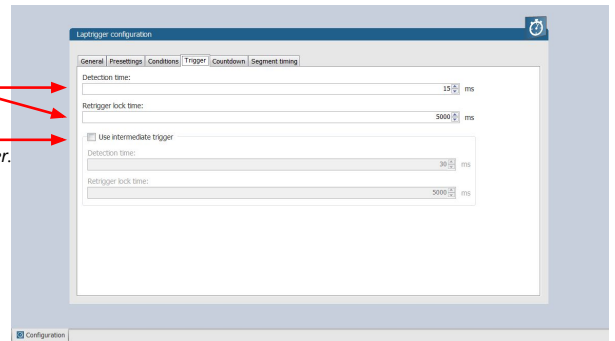 Laptrigger configuration
General Presettings Conditions Trigger Countdown Segment timing
Detection time:
15 ms
Retrigger lock time:
5000 ms
Use intermediate trigger
er.
Detection time:
30 ms
Retrigger lock time:
5000 ms
Configuration